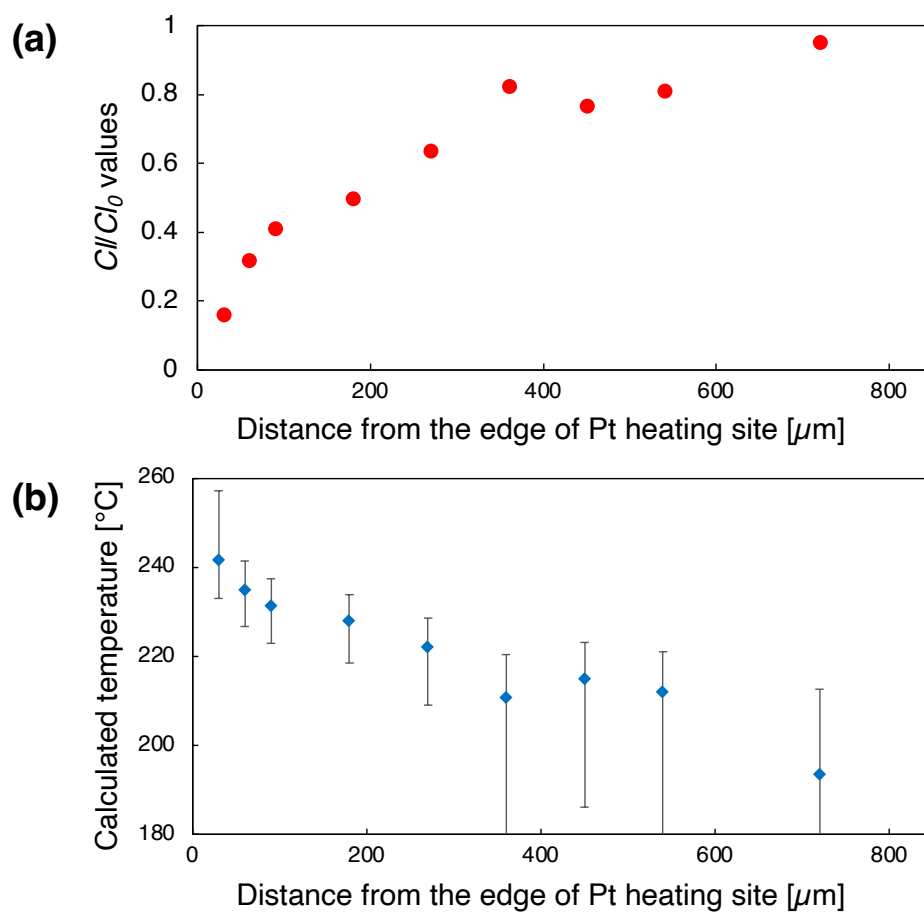 (a)
CI/CI0 values
1
0.8
0.6
0.4
0.2
0
0 200 400 600 800
Distance from the edge of Pt heating site [µm]
(b)
Calculated temperature [°C]
260
240
220
200
180
0 200 400 600 800
Distance from the edge of Pt heating site [µm]